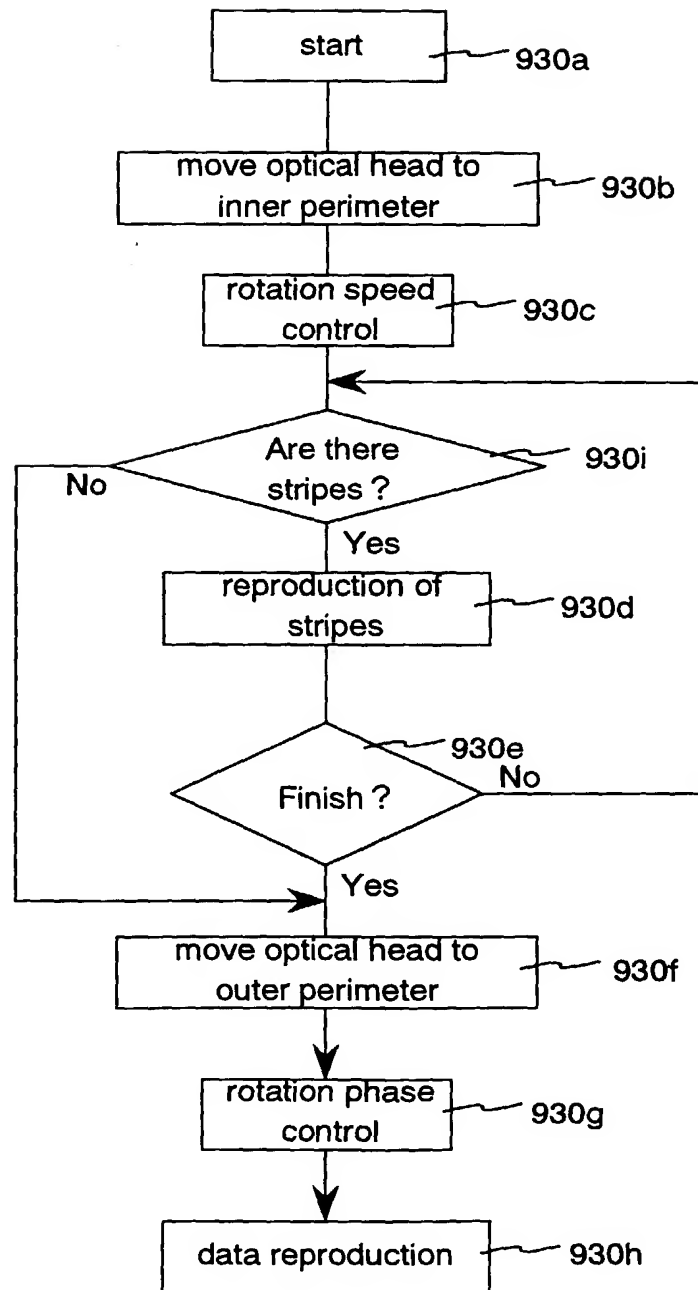 start
930a
move optical head to
inner perimeter
930b
rotation speed
control
930c
Are there
stripes ?
930i
No
Yes
reproduction of
stripes
930d
930e
Finish ?
No
Yes
move optical head to
outer perimeter
930f
rotation phase
control
930g
data reproduction
930h